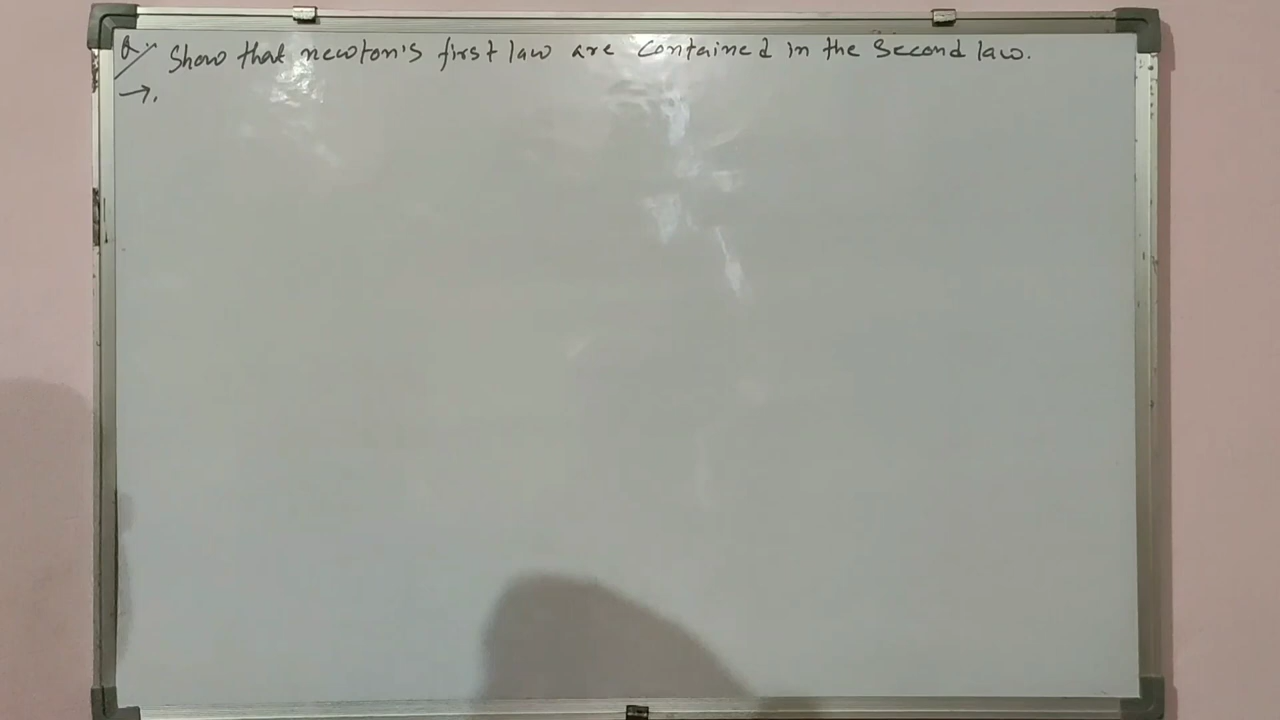 Q. Show that newton's first law are contained in the second law.
→.